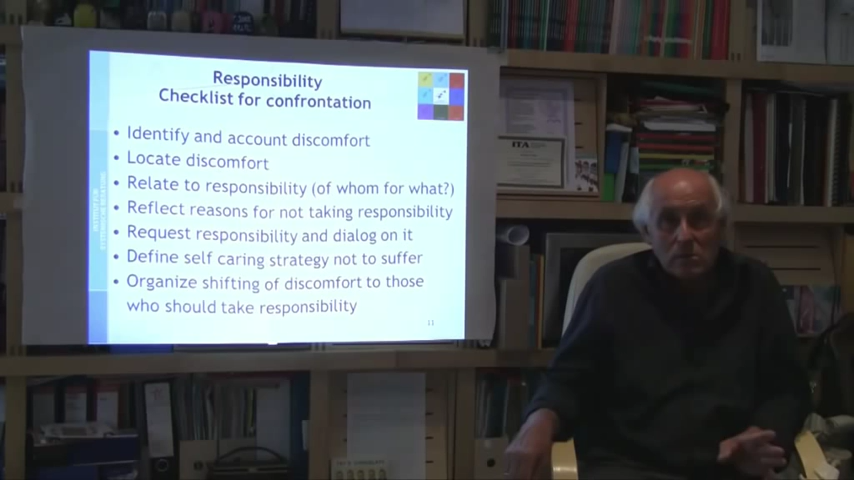 Responsibility
Checklist for confrontation
• Identify and account discomfort
• Locate discomfort
• Relate to responsibility (of whom for what?)
• Reflect reasons for not taking responsibility
• Request responsibility and dialog on it
• Define self caring strategy not to suffer
• Organize shifting of discomfort to those
who should take responsibility
11
ITA